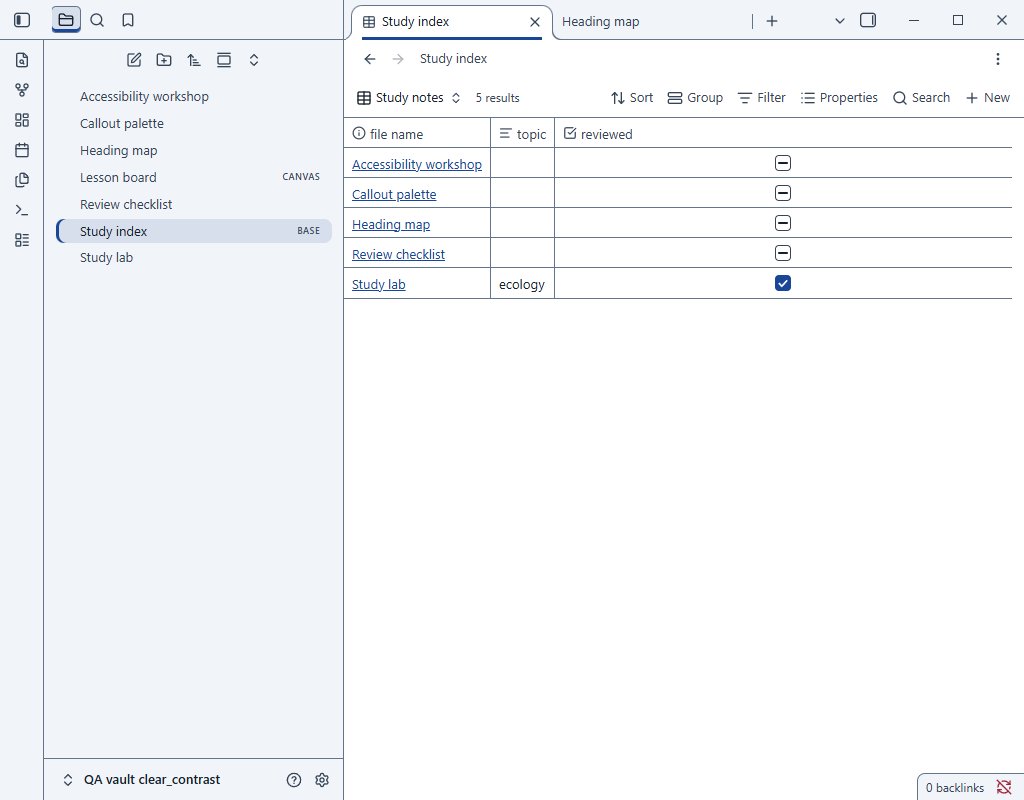 Study index
Heading map
Accessibility workshop
Callout palette
Heading map
Lesson board CANVAS
Review checklist
Study index BASE
Study lab
QA vault clear_contrast
Study index
Study notes 5 results Sort Group Filter Properties Search New
file name topic reviewed
Accessibility workshop
Callout palette
Heading map
Review checklist
Study lab ecology
0 backlinks